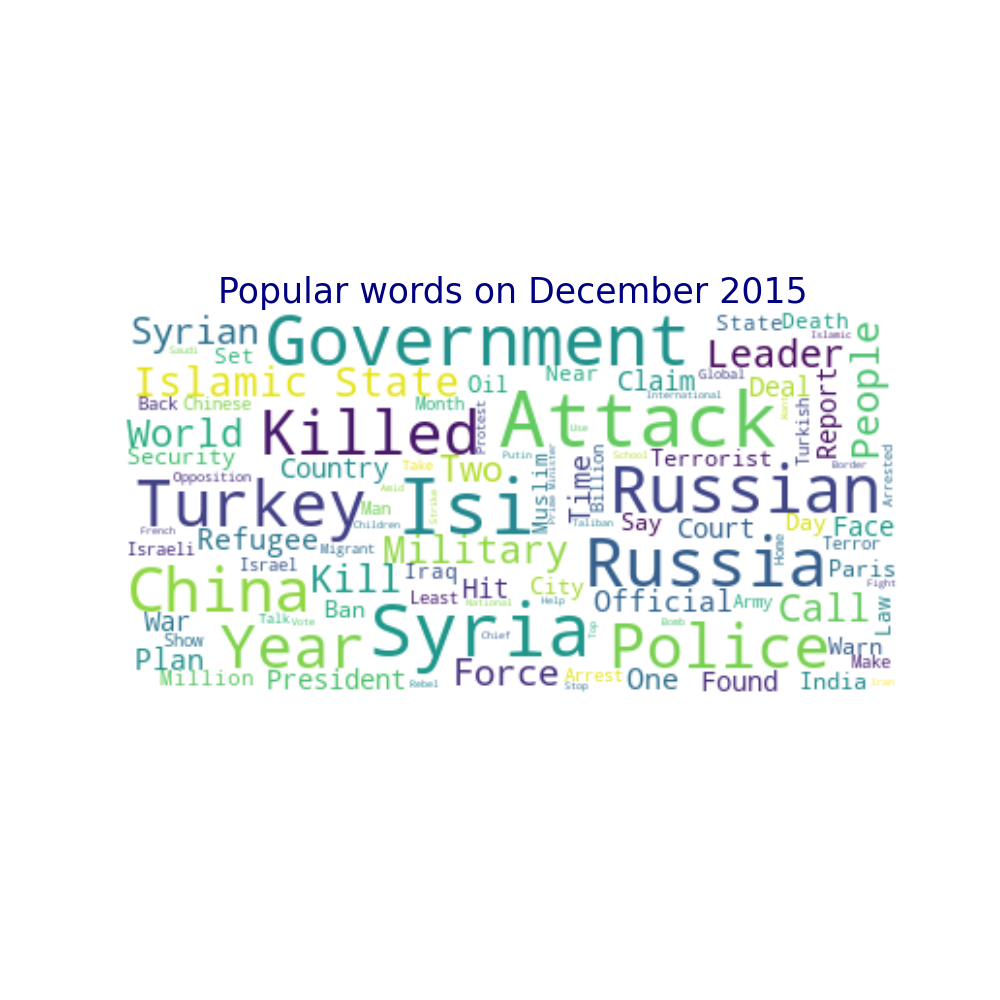 Popular words on December 2015
Syrian Government State Death
Islamic
Saudi Set Leader People
Islamic State Oil Near Claim Global Deal Report
International
Back Chinese Month Protest Attack Want Turkish
World Killed Use
Security Country Take Two Putin Muslim Prime Minister Time Billion School Terrorist Border Arrested
Opposition Turkey Amid Strike Isi Russian
Man
French Children Taliban Say Court Day Face
Israeli Refugee Migrant Military Russia Home Terror
Israel Iraq Paris
China Kill Least Hit City Fight
National Help Official Army Call Law
Ban
War Talk Vote Syria Chief Top Bomb
Show Year Police Warn
Plan Make
Million President Rebel Force Arrest One Found India Iran
Stop